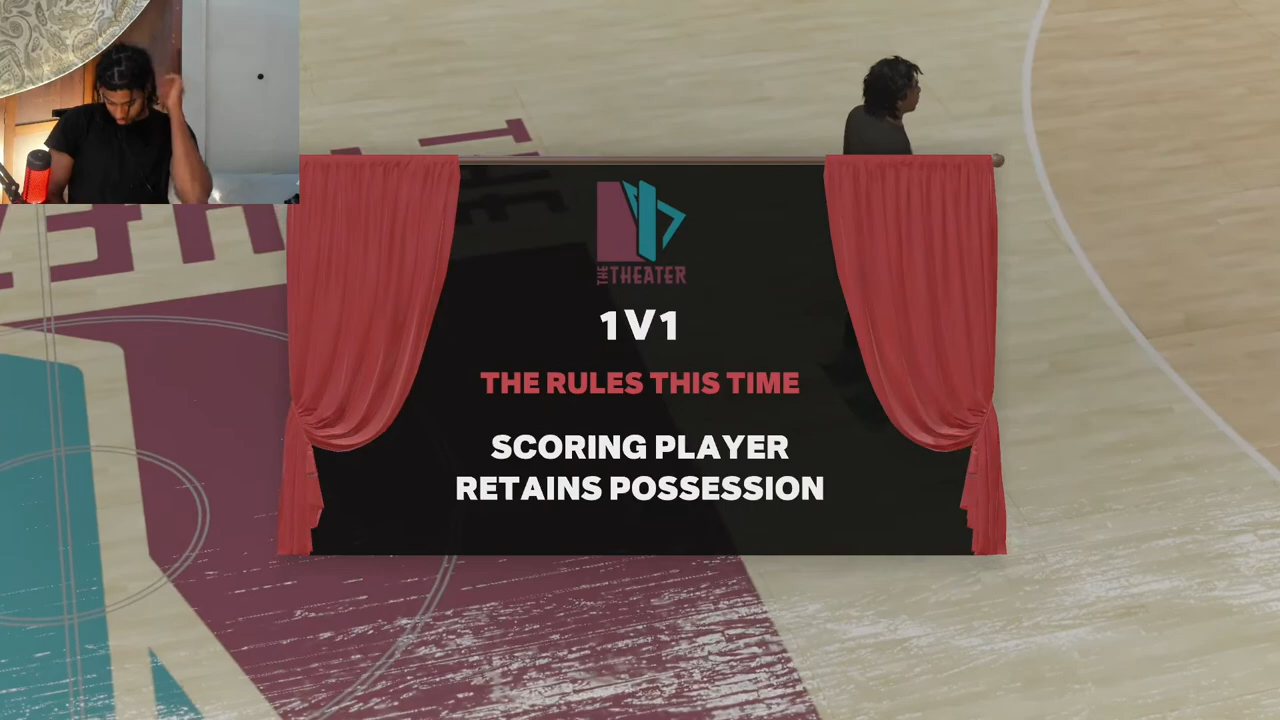 THE THEATER
1V1
THE RULES THIS TIME
SCORING PLAYER
RETAINS POSSESSION